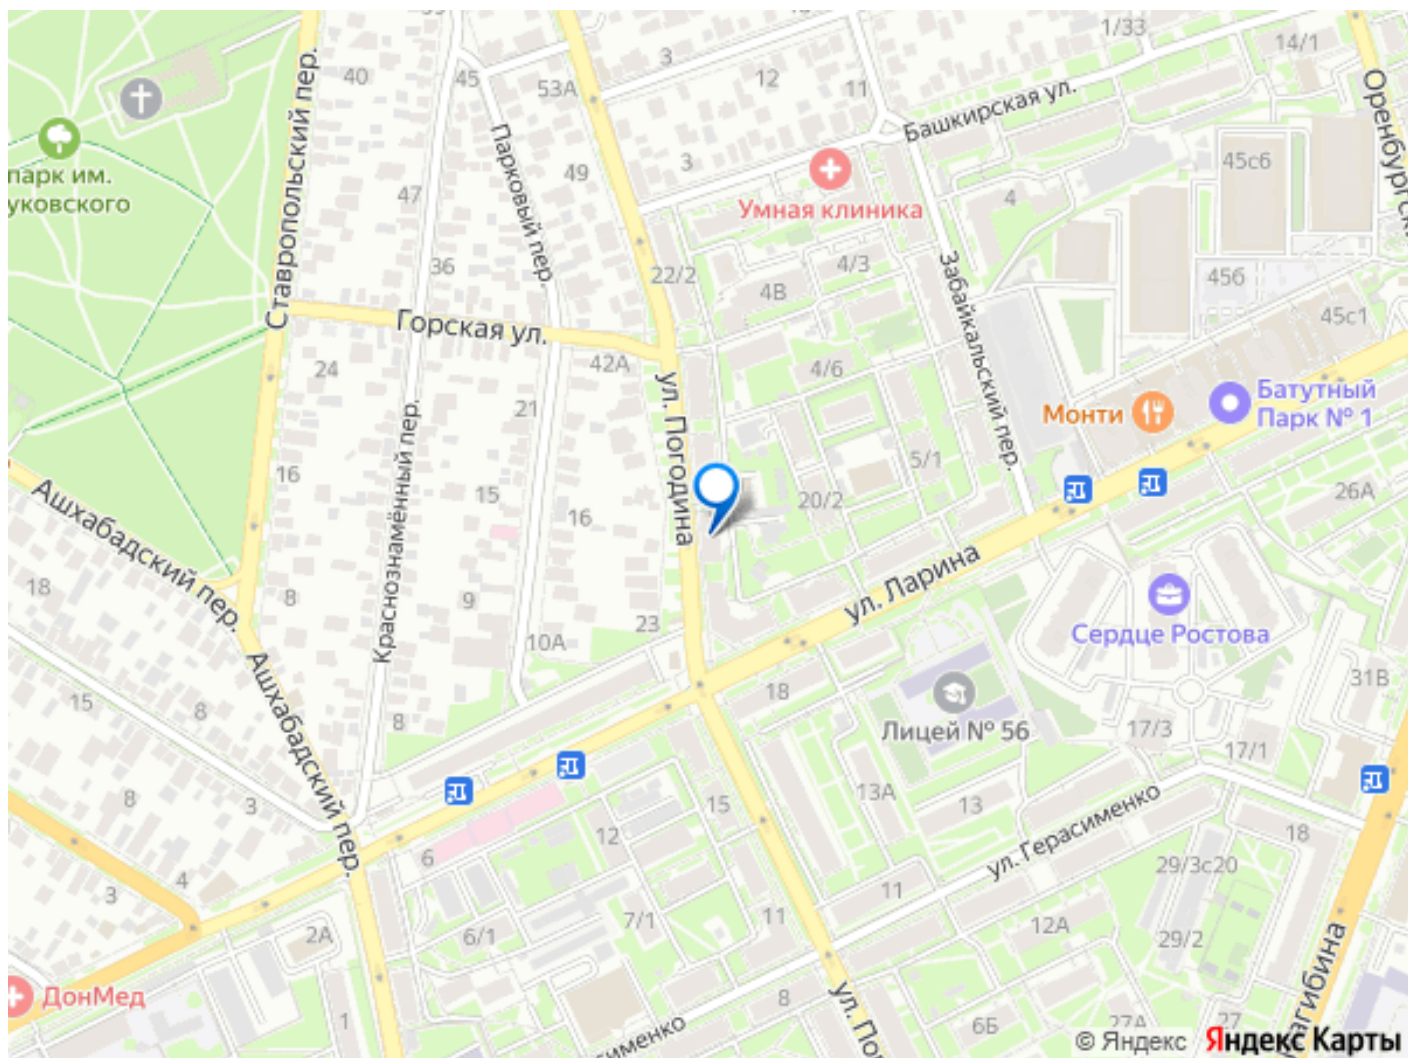 1/33
14/1
40
45
3
12
11
53А
Оренбургск
Башкирская ул.
Ставропольский пер.
Парковый пер.
парк им.
уковского
47
49
3
Умная клиника
4
45с6
36
22/2
4В
4/3
Забайкальский пер.
45б
45с1
Горская ул.
42А
24
ул. Погодина
4/6
Монти
Батутный
Парк № 1
21
Краснознамённый пер.
16
15
16
20/2
5/1
26А
Ашхабадский пер.
18
8
9
10А
23
ул. Ларина
Сердце Ростова
Ашхабадский пер.
15
8
8
18
Лицей № 56
17/3
17/1
31В
8
3
13А
13
15
12
6
ул. Герасименко
18
29/3с20
3
4
2А
6/1
7/1
11
11
12А
29/2
ДонМед
1
8
ул. По
6Б
27А
27
агибина
расименко
© Яндекс Яндекс Карты